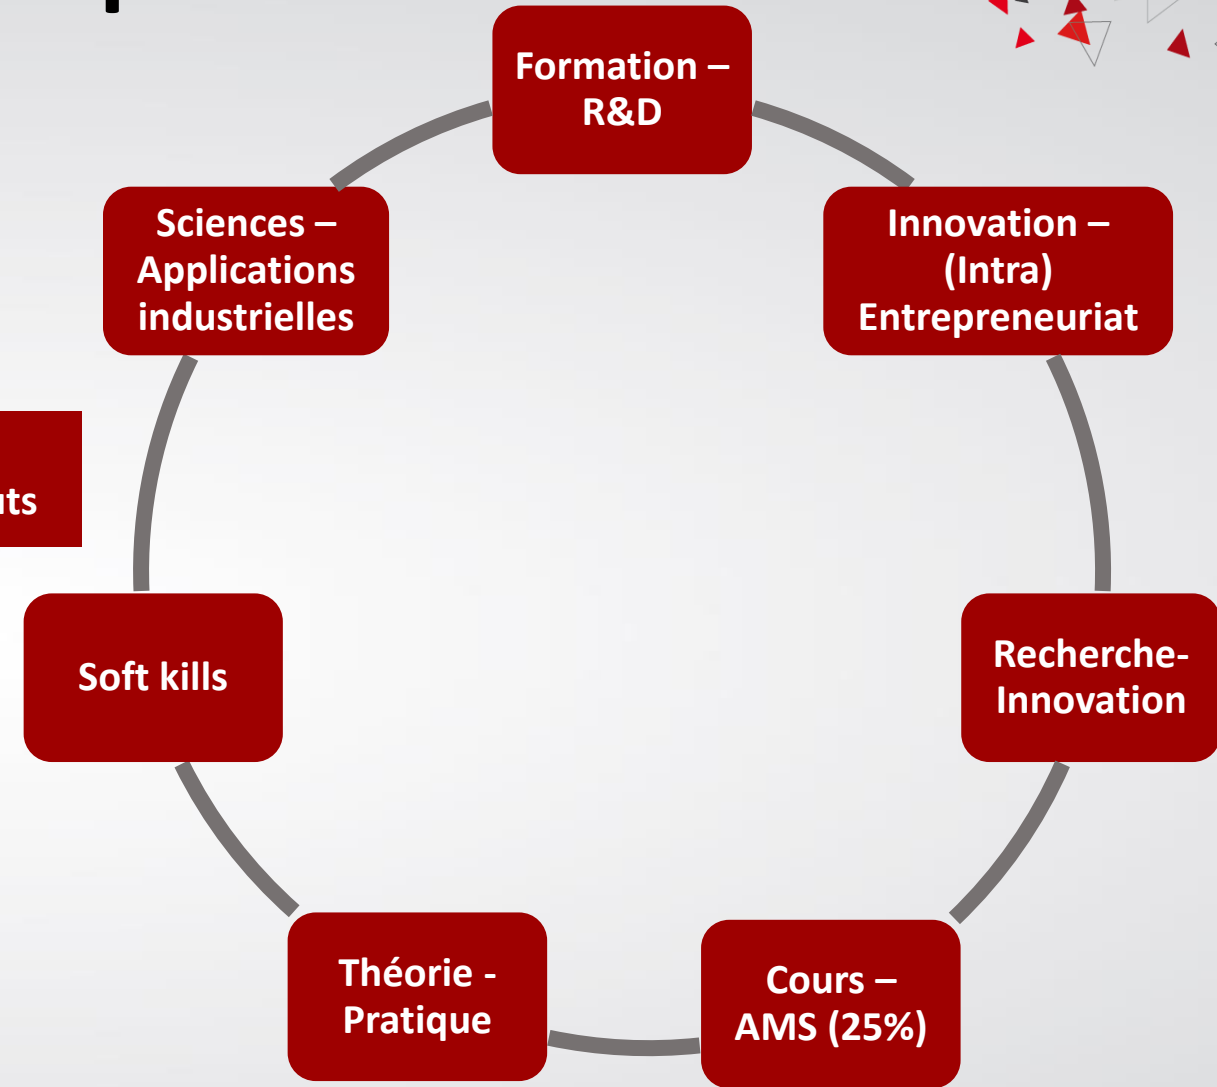 Formation –
R&D
Innovation –
(Intra)
Entrepreneuriat
Recherche-
Innovation
Cours –
AMS (25%)
Théorie -
Pratique
Soft kills
Sciences –
Applications
industrielles